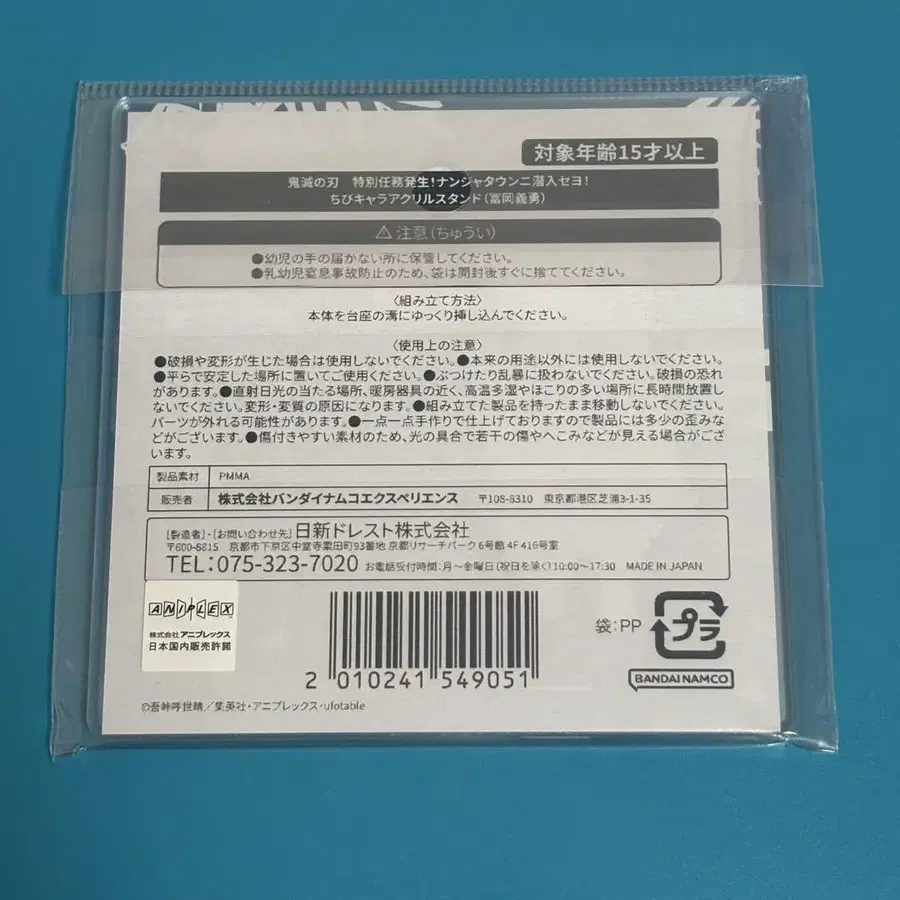 対象年齢15才以上
鬼滅の刃 特別任務発生!ナンジャタウンニ潜入セヨ!
ちびキャラアクリルスタンド(冨岡義勇)
⚠注意(ちゅうい)
●幼児の手の届かない所に保管してください。
●乳幼児窒息事故防止のため、袋は開封後すぐに捨ててください。
〈組み立て方法〉
本体を台座の溝にゆっくり挿し込んでください。
〈使用上の注意〉
●破損や変形が生じた場合は使用しないでください。●本来の用途以外には使用しないでください。
●平らで安定した場所に置いてご使用ください。●ぶつけたり乱暴に扱わないでください。破損の恐れ
があります。●直射日光の当たる場所、暖房器具の近く、高温多湿やほこりの多い場所に長時間放置し
ないでください。変形・変質の原因になります。●組み立てた製品を持ったまま移動しないでください。
パーツが外れる可能性があります。●一点一点手作りで仕上げておりますので製品には多少の歪みな
どがございます。●傷付きやすい素材のため、光の具合で若干の傷やへこみなどが見える場合がござ
います。
製品素材 PMMA
販売者 株式会社バンダイナムコエクスペリエンス 〒108-8310 東京都港区芝浦3-1-35
[製造者]・[お問い合わせ先]日新ドレスト株式会社
〒600-8815 京都市下京区中堂寺粟田町93番地 京都リサーチパーク6号館 4F 416号室
TEL:075-323-7020 お電話受付時間:月~金曜日(祝日を除く)10:00~17:30 MADE IN JAPAN
ANIPLEX
株式会社アニプレックス
日本国内販売許諾
2 010241 549051
袋:PP
プラ
BANDAI NAMCO
©吾峠呼世晴/集英社・アニプレックス・ufotable